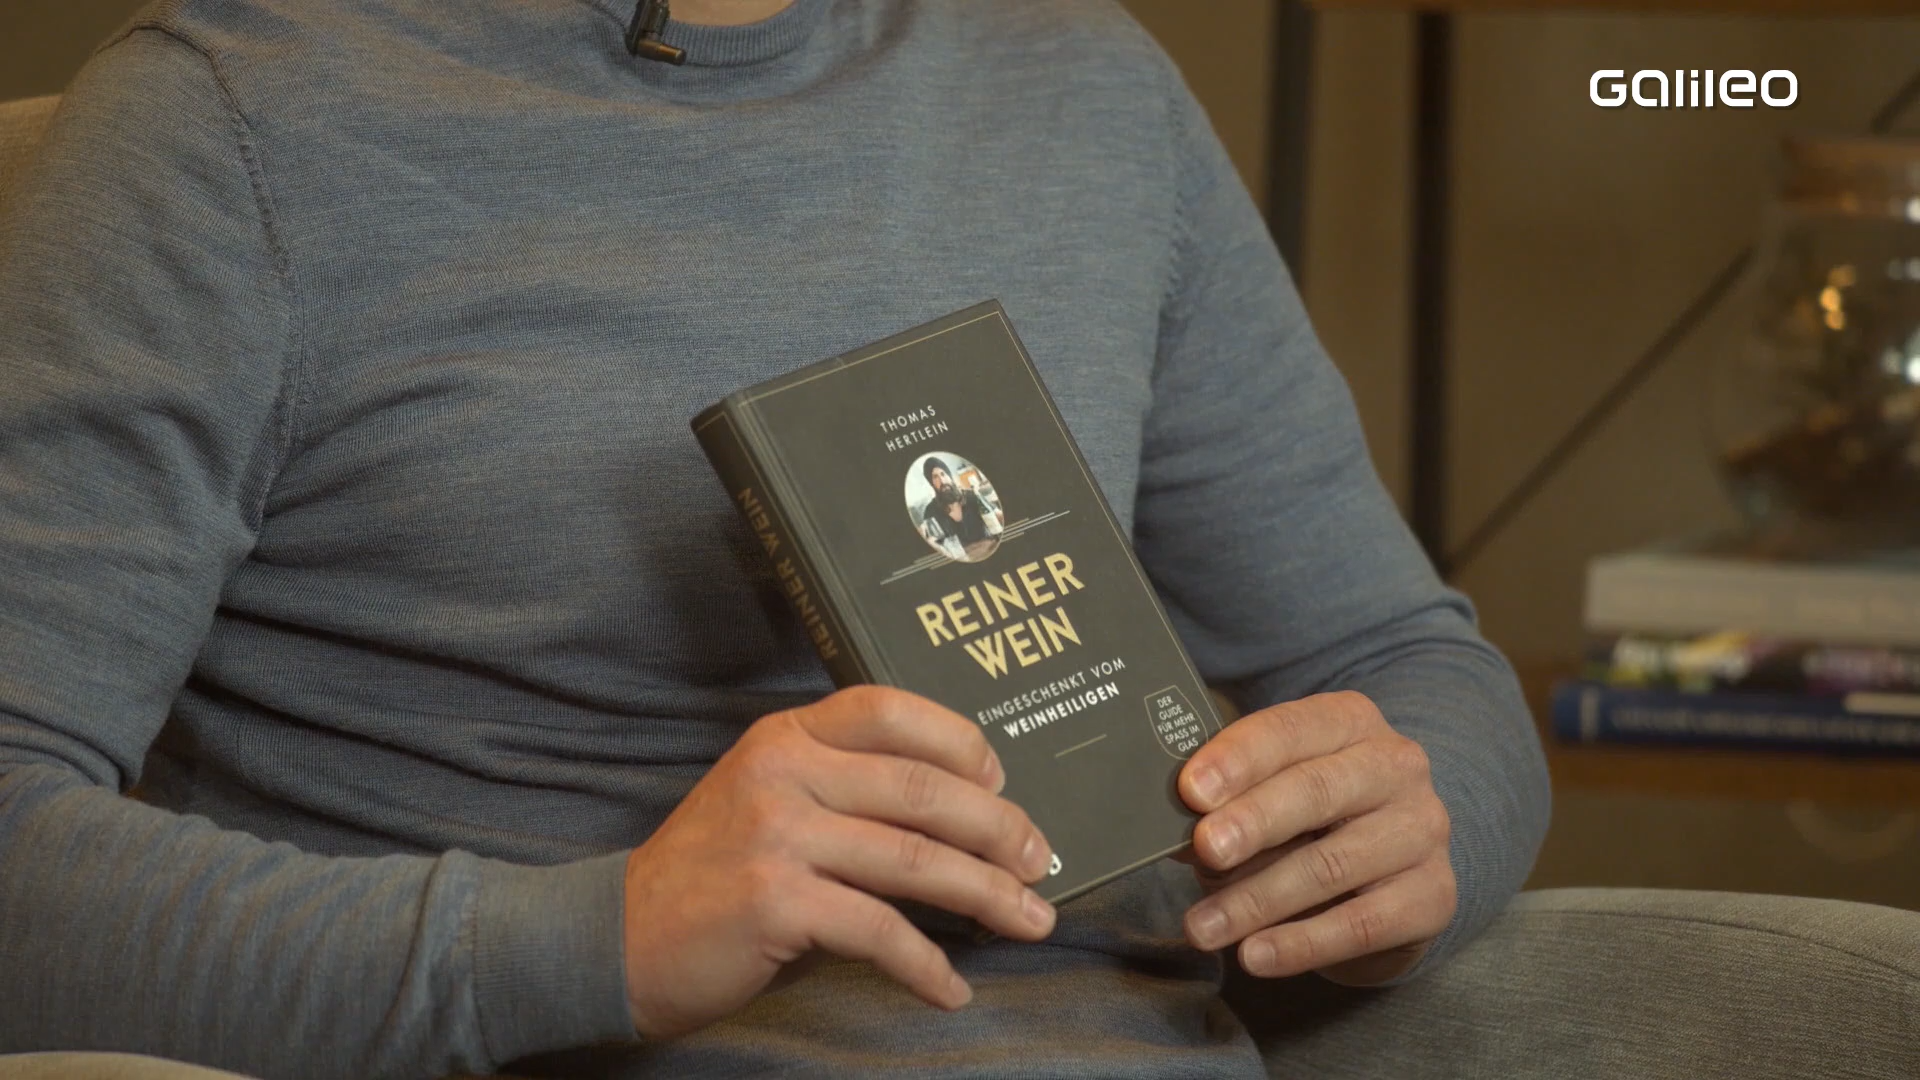 GALILEO
THOMAS
HERTLEIN
REINER
WEIN
EINGESCHENKT VOM
WEINHEILIGEN
DER
GUIDE
FÜR MEHR
SPASS IM
GLAS
REINER WEIN